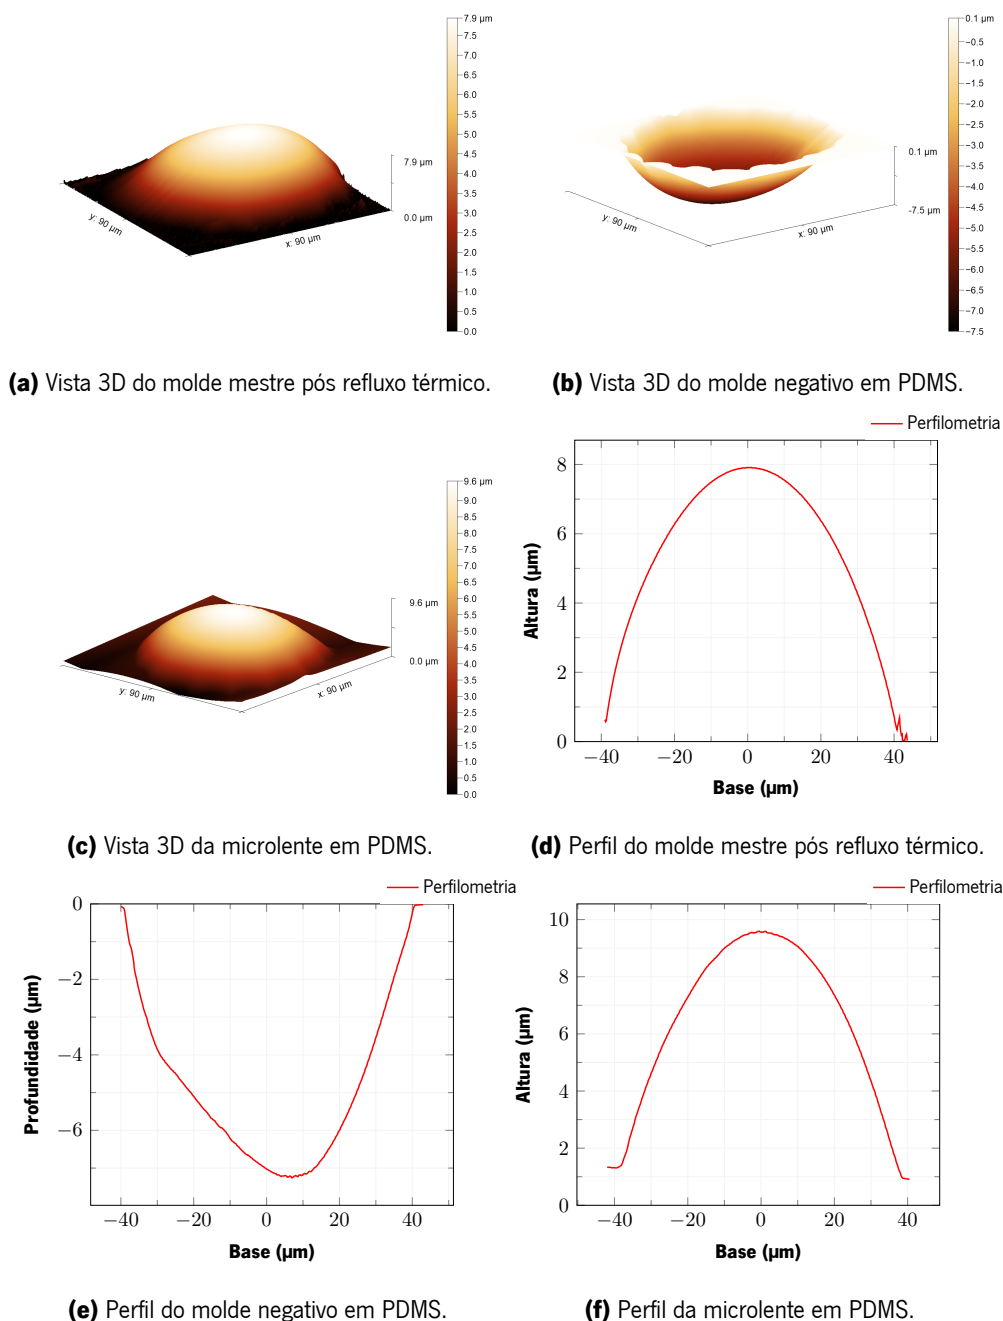 7.9 µm
7.5
7.0
6.5
6.0
5.5
5.0
4.5
4.0
3.5
3.0
2.5
2.0
1.5
1.0
0.5
0.0
7.9 µm
0.0 µm
y: 90 µm
x: 90 µm
(a) Vista 3D do molde mestre pós refluxo térmico.
0.1 µm
−0.5
−1.0
−1.5
−2.0
−2.5
−3.0
−3.5
−4.0
−4.5
−5.0
−5.5
−6.0
−6.5
−7.0
−7.5
0.1 µm
-7.5 µm
y: 90 µm
x: 90 µm
(b) Vista 3D do molde negativo em PDMS.
9.6 µm
9.0
8.5
8.0
7.5
7.0
6.5
6.0
5.5
5.0
4.5
4.0
3.5
3.0
2.5
2.0
1.5
1.0
0.5
0.0
9.6 µm
0.0 µm
y: 90 µm
x: 90 µm
(c) Vista 3D da microlente em PDMS.
Perfilometria
8
6
4
2
0
Altura (µm)
−40 −20 0 20 40
Base (µm)
(d) Perfil do molde mestre pós refluxo térmico.
Perfilometria
0
−2
−4
−6
Profundidade (µm)
−40 −20 0 20 40
Base (µm)
(e) Perfil do molde negativo em PDMS.
Perfilometria
10
8
6
4
2
0
Altura (µm)
−40 −20 0 20 40
Base (µm)
(f) Perfil da microlente em PDMS.